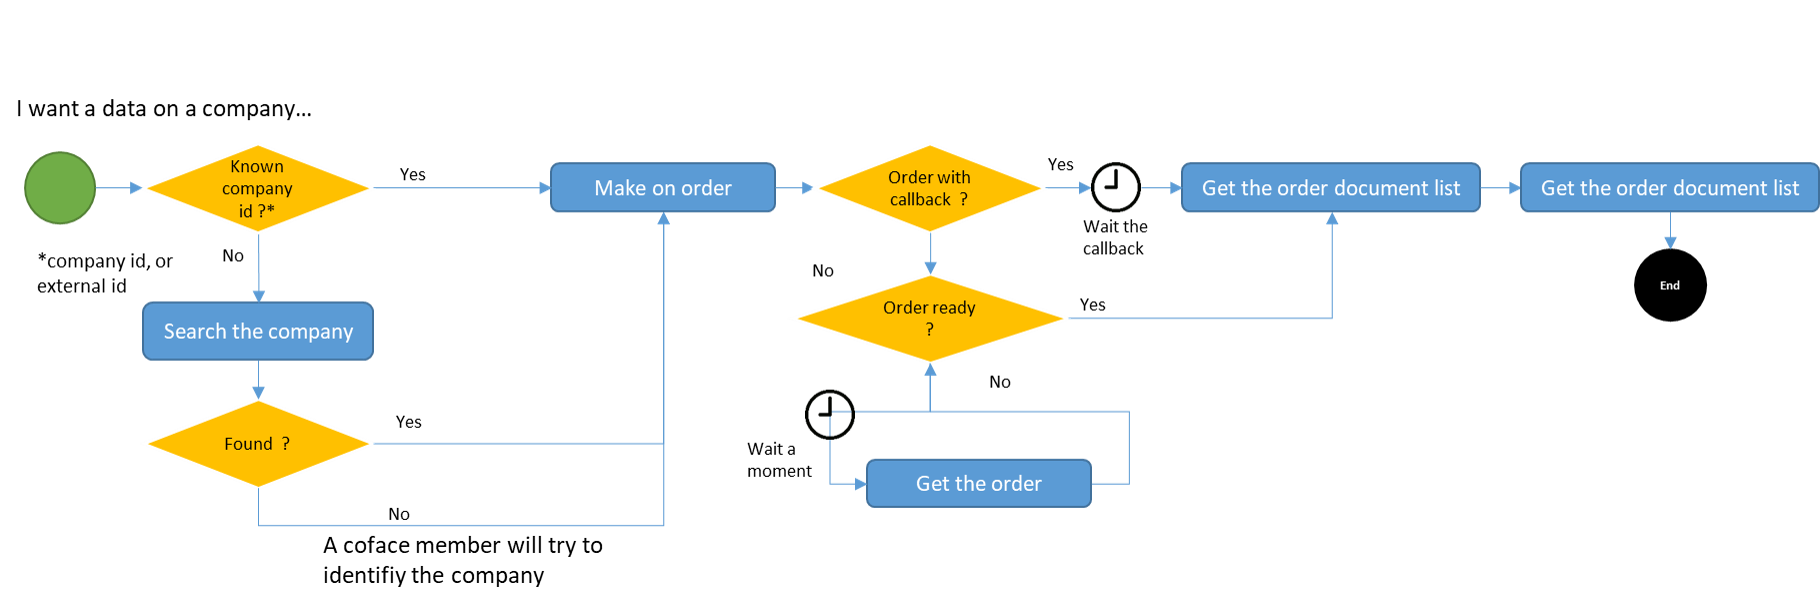 I want a data on a company...
Known
company
id ?*
Yes
Make on order
Order with
callback ?
Yes
Wait the
callback
Get the order document list
Get the order document list
End
No
*company id, or
external id
Search the company
Found ?
Yes
No
A coface member will try to
identifiy the company
No
Order ready
?
Yes
No
Wait a
moment
Get the order